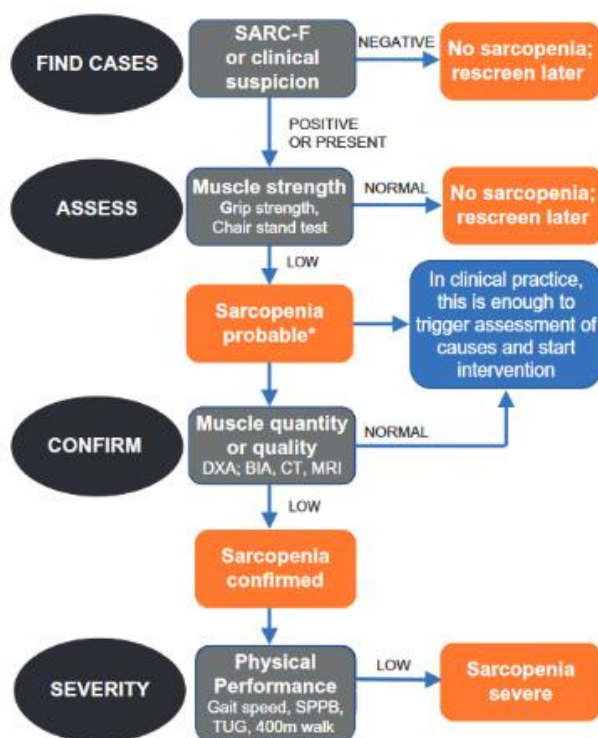 FIND CASES
SARC-F
or clinical
suspicion
NEGATIVE
No sarcopenia;
rescreen later
POSITIVE
OR PRESENT
ASSESS
Muscle strength
Grip strength,
Chair stand test
NORMAL
No sarcopenia;
rescreen later
LOW
Sarcopenia
probable*
In clinical practice,
this is enough to
trigger assessment of
causes and start
intervention
CONFIRM
Muscle quantity
or quality
DXA; BIA, CT, MRI
NORMAL
LOW
Sarcopenia
confirmed
SEVERITY
Physical
Performance
Gait speed, SPPB,
TUG, 400m walk
LOW
Sarcopenia
severe